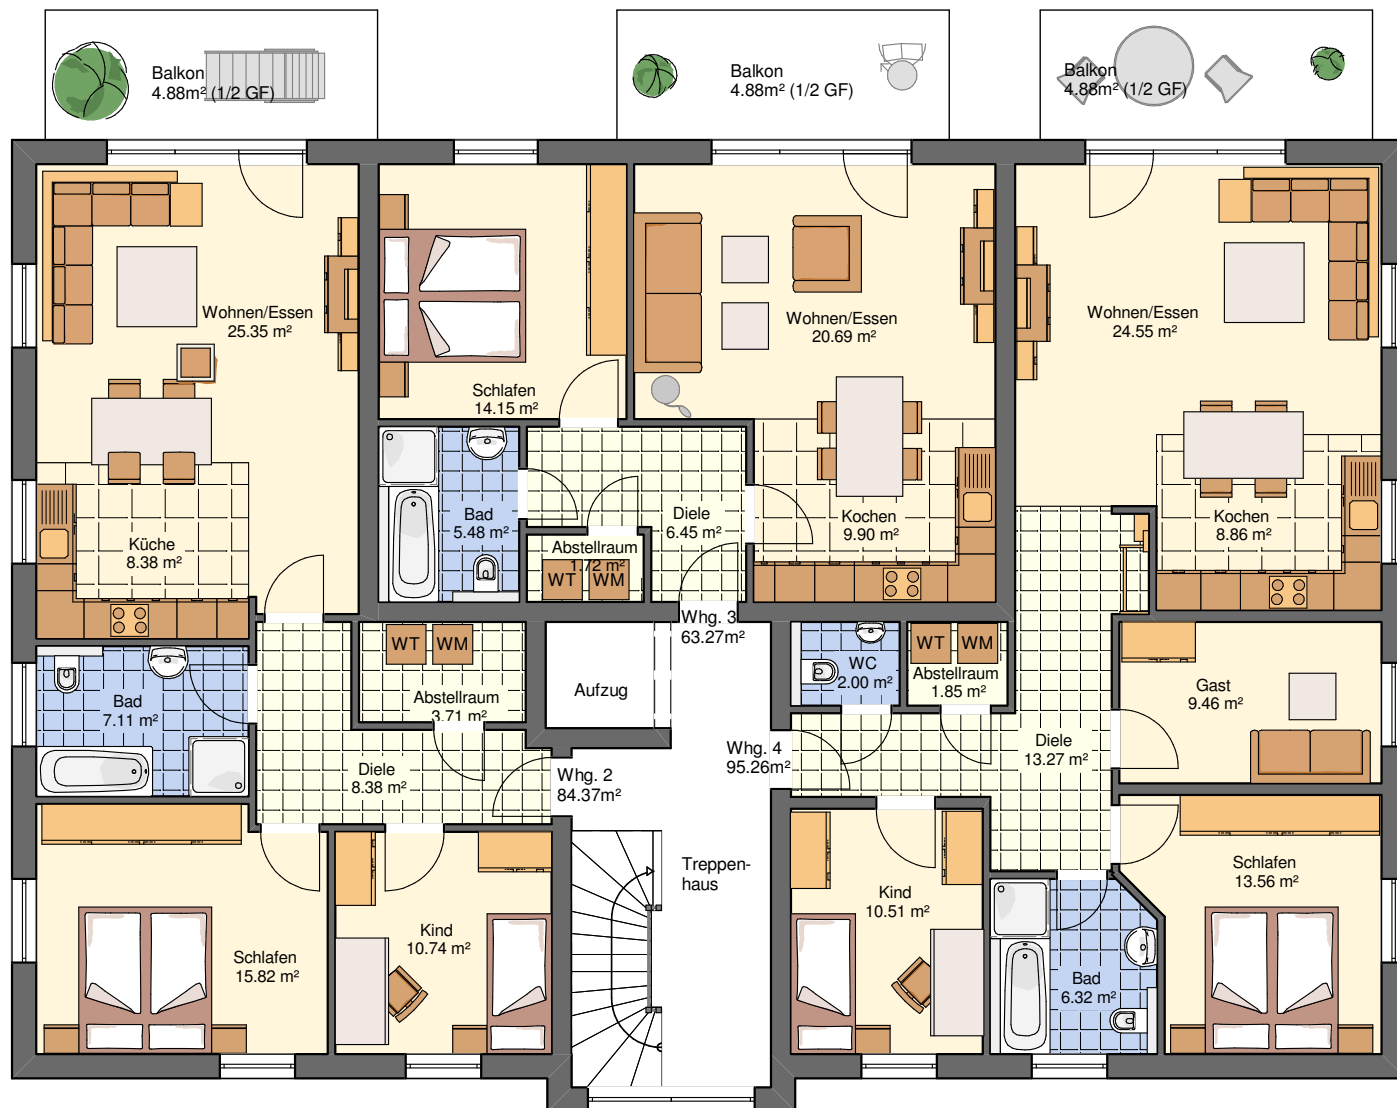 Balkon
4.88m² (1/2 GF)
Balkon
4.88m² (1/2 GF)
Balkon
4.88m² (1/2 GF)
Wohnen/Essen
25.35 m²
Schlafen
14.15 m²
Wohnen/Essen
20.69 m²
Wohnen/Essen
24.55 m²
Küche
8.38 m²
Bad
5.48 m²
Diele
6.45 m²
Abstellraum
1.72 m²
WT
WM
Kochen
9.90 m²
Kochen
8.86 m²
Whg. 3
63.27m²
WT
WM
Abstellraum
3.71 m²
Aufzug
WC
2.00 m²
WT
WM
Abstellraum
1.85 m²
Gast
9.46 m²
Bad
7.11 m²
Diele
8.38 m²
Whg. 2
84.37m²
Whg. 4
95.26m²
Diele
13.27 m²
Treppen-
haus
Schlafen
15.82 m²
Kind
10.74 m²
Kind
10.51 m²
Bad
6.32 m²
Schlafen
13.56 m²